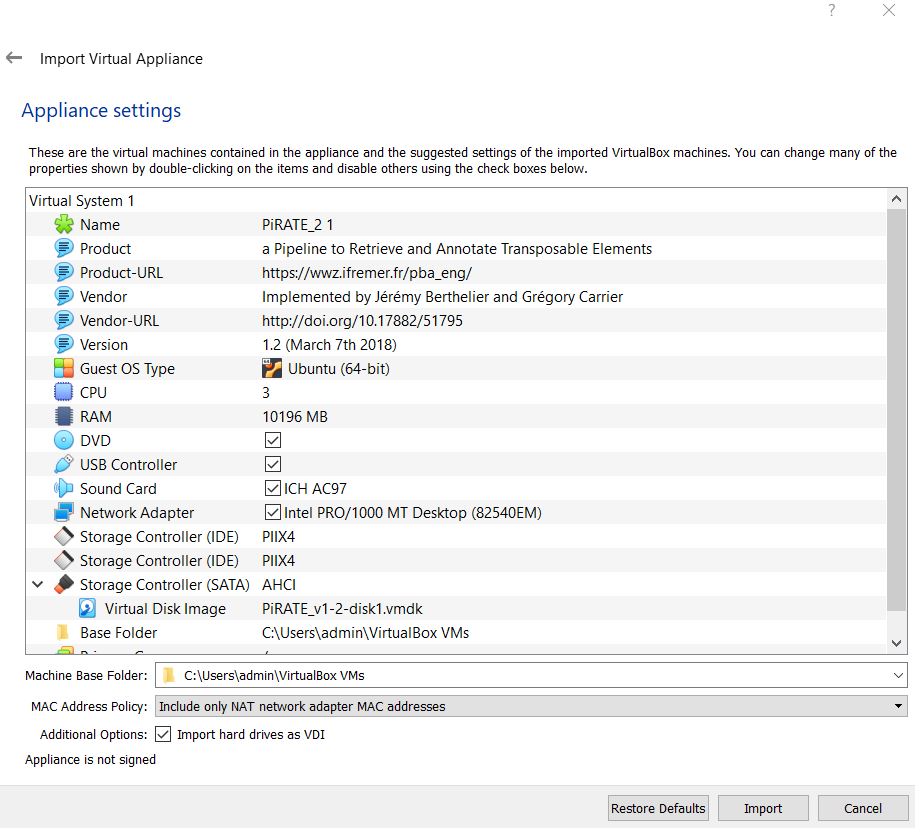 ?
Import Virtual Appliance
Appliance settings
These are the virtual machines contained in the appliance and the suggested settings of the imported VirtualBox machines. You can change many of the
properties shown by double-clicking on the items and disable others using the check boxes below.
Virtual System 1
Name PiRATE_2 1
Product a Pipeline to Retrieve and Annotate Transposable Elements
Product-URL https://wwz.ifremer.fr/pba_eng/
Vendor Implemented by Jérémy Berthelier and Grégory Carrier
Vendor-URL http://doi.org/10.17882/51795
Version 1.2 (March 7th 2018)
Guest OS Type Ubuntu (64-bit)
CPU 3
RAM 10196 MB
DVD
USB Controller
Sound Card ICH AC97
Network Adapter Intel PRO/1000 MT Desktop (82540EM)
Storage Controller (IDE) PIIX4
Storage Controller (IDE) PIIX4
Storage Controller (SATA) AHCI
Virtual Disk Image PiRATE_v1-2-disk1.vmdk
Base Folder C:\Users\admin\VirtualBox VMs
Machine Base Folder: C:\Users\admin\VirtualBox VMs
MAC Address Policy: Include only NAT network adapter MAC addresses
Additional Options: Import hard drives as VDI
Appliance is not signed
Restore Defaults Import Cancel